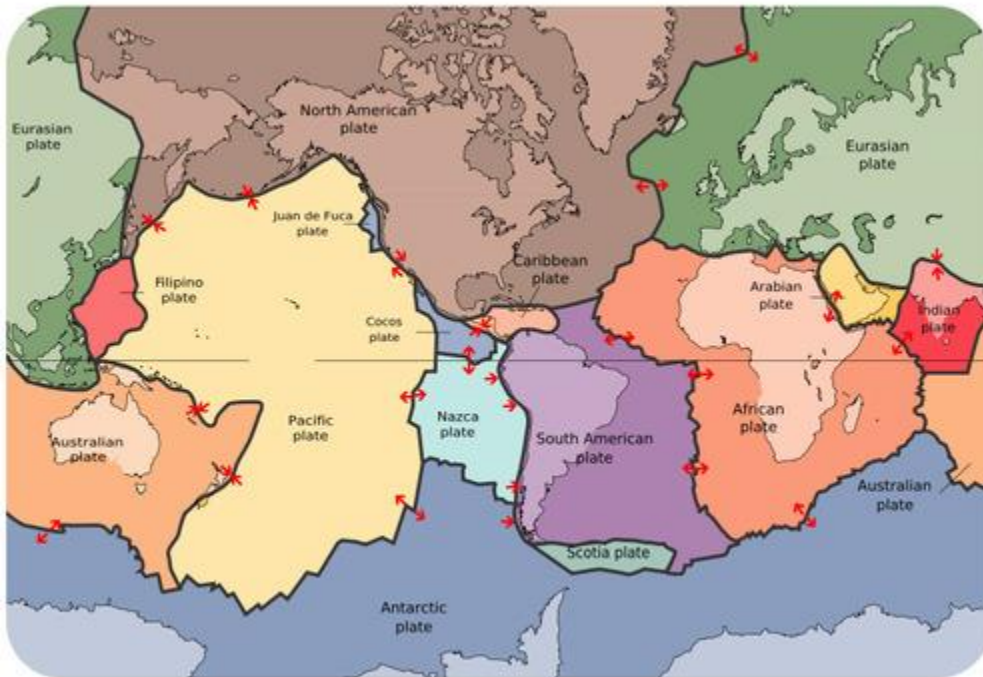 North American
plate
Eurasian
plate
Eurasian
plate
Juan de Fuca
plate
Caribbean
plate
Filipino
plate
Arabian
plate
Cocos
plate
Indian
plate
Pacific
plate
Nazca
plate
African
plate
Australian
plate
South American
plate
Australian
plate
Scotia plate
Antarctic
plate